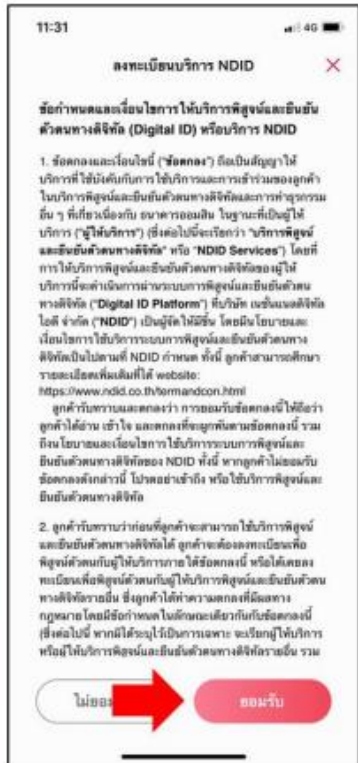 11:31
4G
ลงทะเบียนบริการ NDID
ข้อกำหนดและเงื่อนไขการให้บริการพิสูจน์และยืนยัน
ตัวตนทางดิจิทัล (Digital ID) หรือบริการ NDID
1. ข้อตกลงและเงื่อนไขนี้ ("ข้อตกลง") ถือเป็นสัญญาให้
บริการที่ใช้บังคับกับการใช้บริการและการเข้าร่วมของลูกค้า
ในบริการพิสูจน์และยืนยันตัวตนทางดิจิทัลและการทำธุรกรรม
อื่น ๆ ที่เกี่ยวเนื่องกับ ธนาคารออมสิน ในฐานะที่เป็นผู้ให้
บริการ ("ผู้ให้บริการ") (ซึ่งต่อไปนี้จะเรียกว่า "บริการพิสูจน์
และยืนยันตัวตนทางดิจิทัล" หรือ "NDID Services") โดยที่
การให้บริการพิสูจน์และยืนยันตัวตนทางดิจิทัลของผู้ให้
บริการนี้จะดำเนินการผ่านระบบการพิสูจน์และยืนยันตัวตน
ทางดิจิทัล ("Digital ID Platform") ที่บริษัท เนชั่นแนลดิจิทัล
ไอดี จำกัด ("NDID") เป็นผู้จัดให้มีขึ้น โดยมีนโยบายและ
เงื่อนไขการใช้บริการระบบการพิสูจน์และยืนยันตัวตนทาง
ดิจิทัลเป็นไปตามที่ NDID กำหนด ทั้งนี้ ลูกค้าสามารถศึกษา
รายละเอียดเพิ่มเติมได้ที่ website:
https://www.ndid.co.th/termandcon.html
ลูกค้ารับทราบและตกลงว่า การยอมรับข้อตกลงนี้ให้ถือว่า
ลูกค้าได้อ่าน เข้าใจ และตกลงที่จะผูกพันตามข้อตกลงนี้ รวม
ถึงนโยบายและเงื่อนไขการใช้บริการระบบการพิสูจน์และ
ยืนยันตัวตนทางดิจิทัลของ NDID ทั้งนี้ หากลูกค้าไม่ยอมรับ
ข้อตกลงดังกล่าวนี้ โปรดอย่าเข้าถึง หรือใช้บริการพิสูจน์และ
ยืนยันตัวตนทางดิจิทัล
2. ลูกค้ารับทราบว่าก่อนที่ลูกค้าจะสามารถใช้บริการพิสูจน์
และยืนยันตัวตนทางดิจิทัลได้ ลูกค้าจะต้องลงทะเบียนเพื่อ
พิสูจน์ตัวตนกับผู้ให้บริการภายใต้ข้อตกลงนี้ หรือได้เคยลง
ทะเบียนเพื่อพิสูจน์ตัวตนกับผู้ให้บริการพิสูจน์และยืนยันตัวตน
ทางดิจิทัลรายอื่น ซึ่งลูกค้าได้ทำความตกลงที่มีผลทาง
กฎหมายโดยมีข้อกำหนดในลักษณะเดียวกันกับข้อตกลงนี้
(ซึ่งต่อไปนี้ หากมิได้ระบุไว้เป็นการเฉพาะ จะเรียกผู้ให้บริการ
หรือผู้ให้บริการพิสูจน์และยืนยันตัวตนทางดิจิทัลรายอื่น รวม
ยอมรับ